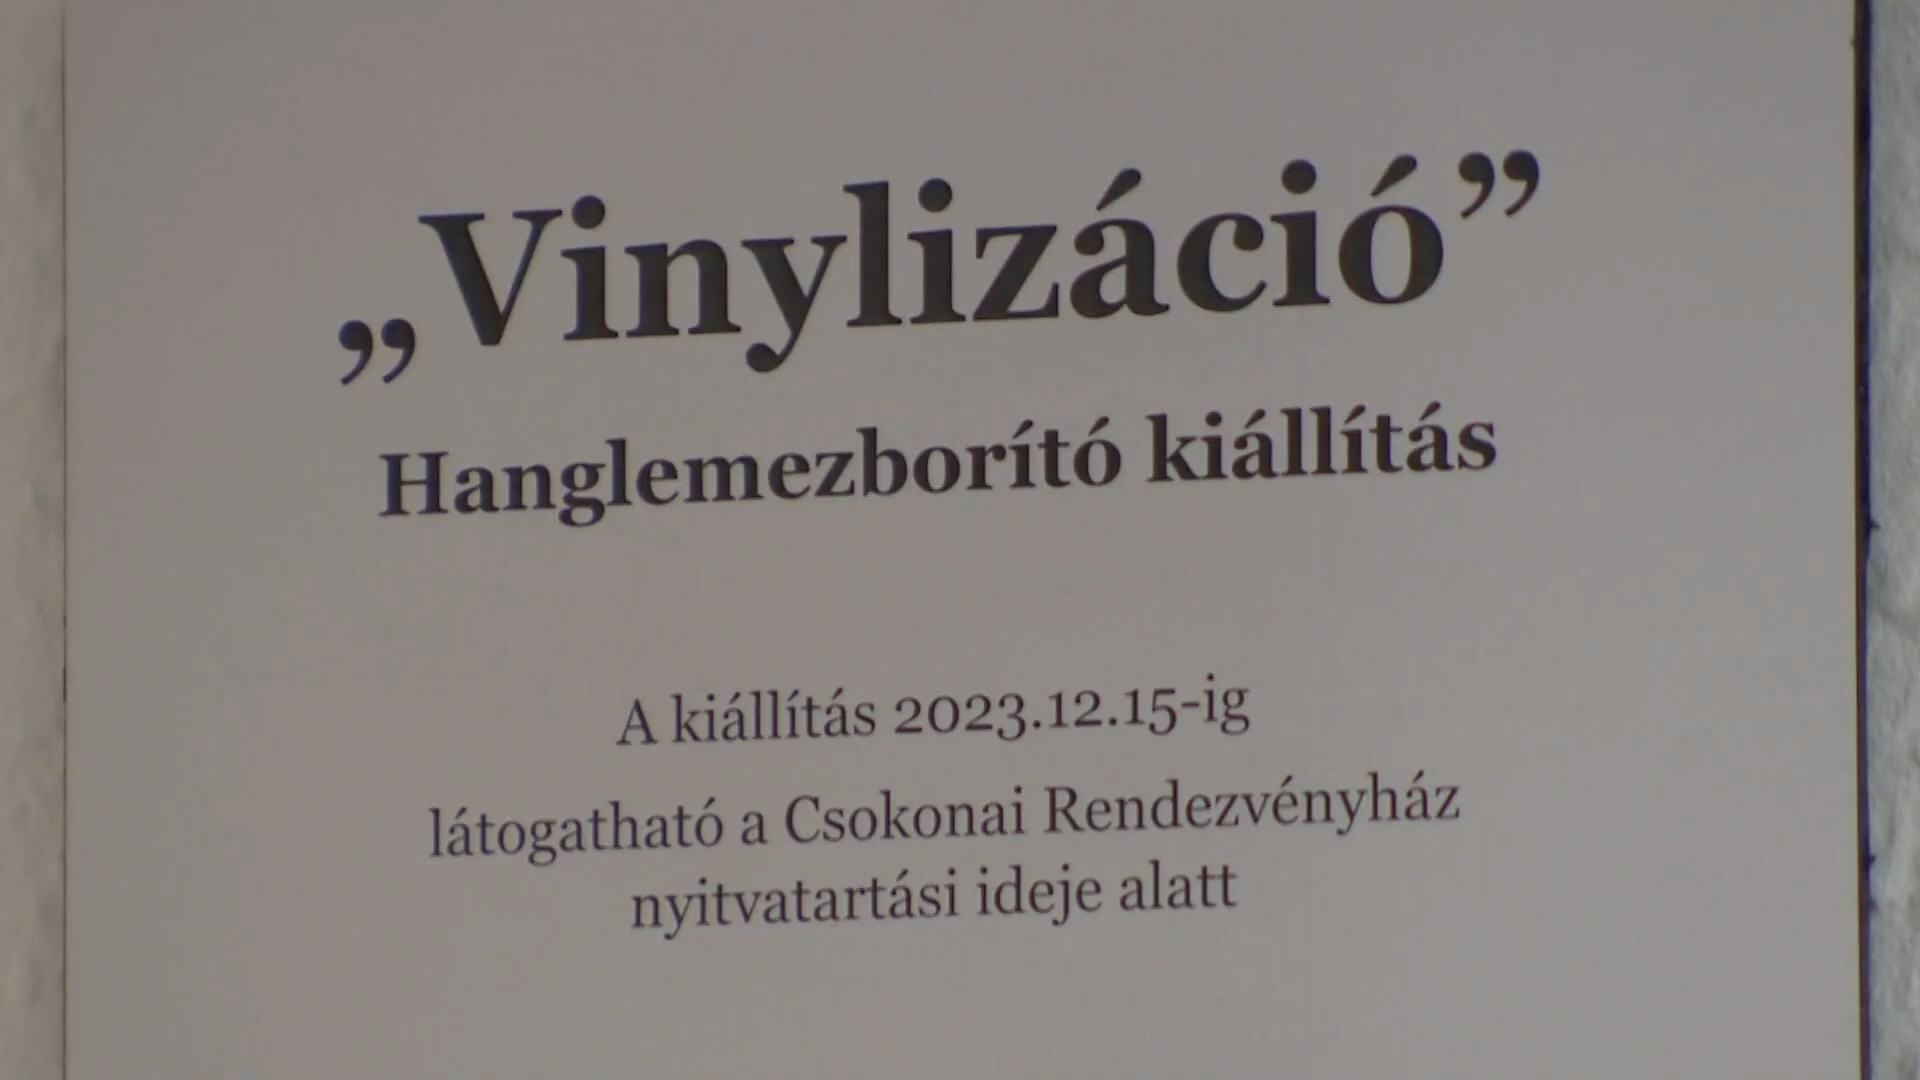 „Vinylizáció”
Hanglemezborító kiállítás
A kiállítás 2023.12.15-ig
látogatható a Csokonai Rendezvényház
nyitvatartási ideje alatt